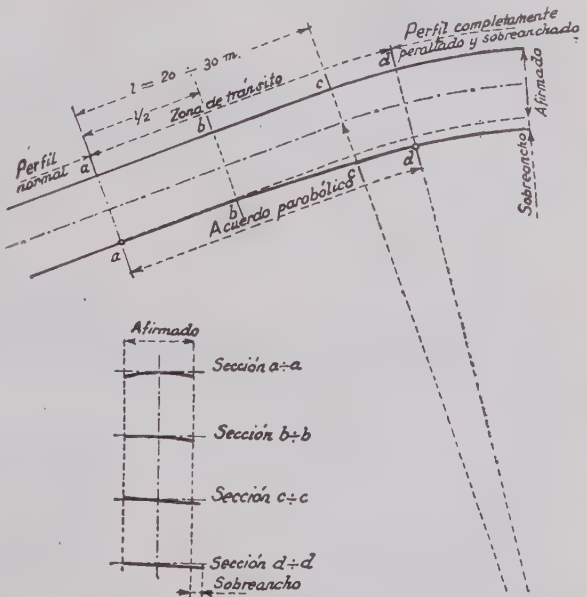 l = 20 ÷ 30 m.
l/2
Zona de tránsito
Perfil completamente
peraltado y sobreanchado
Perfil
normal
a
b
c
d
Afirmado
Sobreancho
a
b
c
d
Acuerdo parabólico
Afirmado
Sección a÷a
Sección b÷b
Sección c÷c
Sección d÷d
Sobreancho